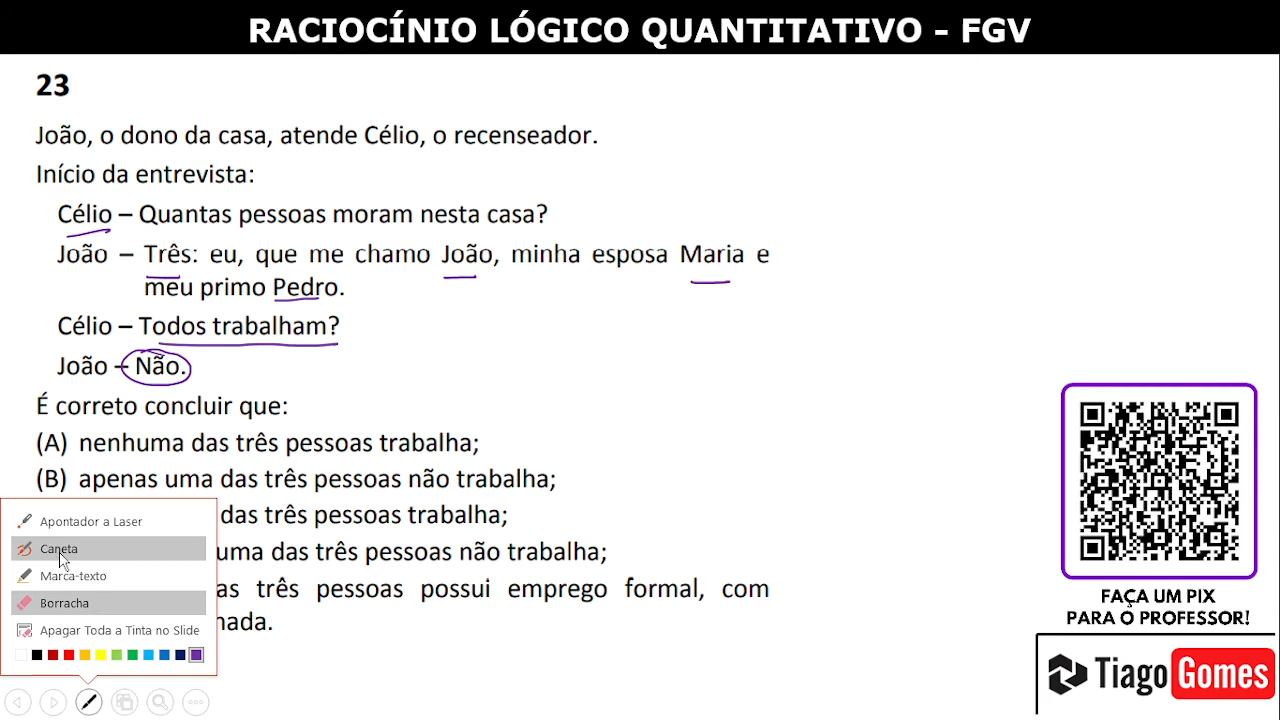 RACIOCÍNIO LÓGICO QUANTITATIVO - FGV
23
João, o dono da casa, atende Célio, o recenseador.
Início da entrevista:
Célio – Quantas pessoas moram nesta casa?
João – Três: eu, que me chamo João, minha esposa Maria e
meu primo Pedro.
Célio – Todos trabalham?
João – Não.
É correto concluir que:
(A) nenhuma das três pessoas trabalha;
(B) apenas uma das três pessoas não trabalha;
das três pessoas trabalha;
uma das três pessoas não trabalha;
três pessoas possui emprego formal, com
Apontador a Laser
Caneta
Marca-texto
Borracha
Apagar Toda a Tinta no Slide
FAÇA UM PIX
PARA O PROFESSOR!
Tiago Gomes